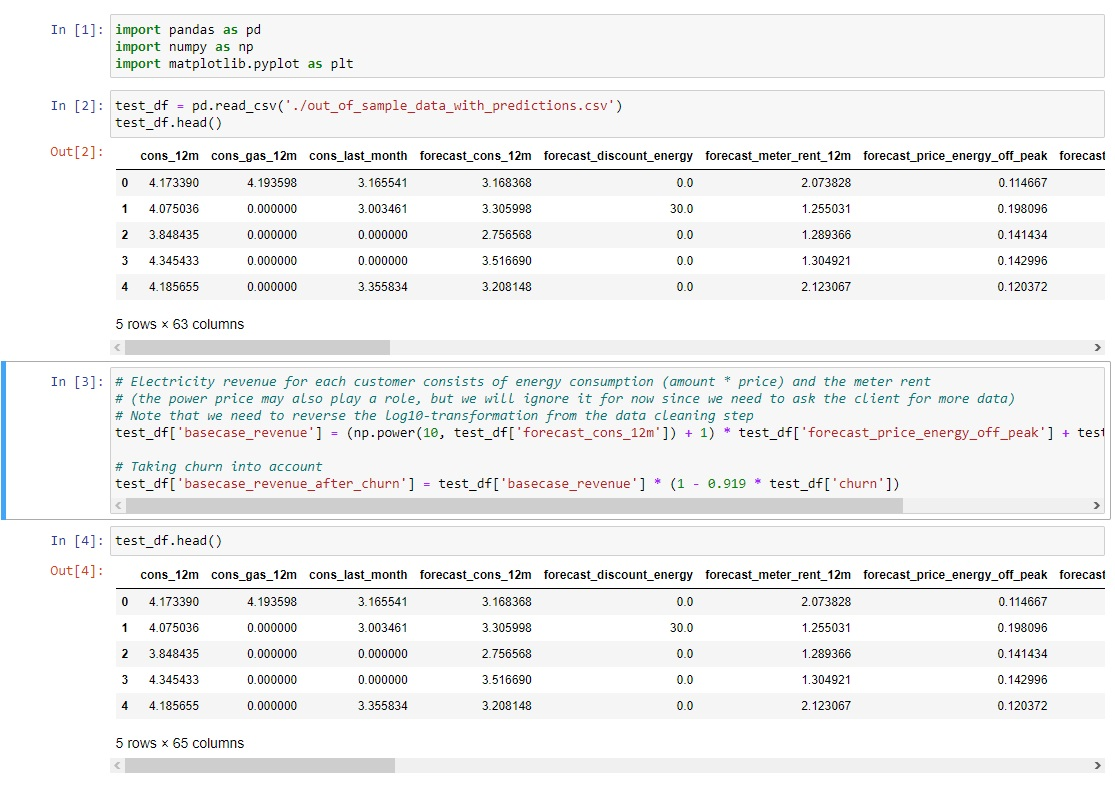 In [1]: import pandas as pd
import numpy as np
import matplotlib.pyplot as plt
In [2]: test_df = pd.read_csv('./out_of_sample_data_with_predictions.csv')
test_df.head()
Out[2]:
cons_12m cons_gas_12m cons_last_month forecast_cons_12m forecast_discount_energy forecast_meter_rent_12m forecast_price_energy_off_peak forecast
0 4.173390 4.193598 3.165541 3.168368 0.0 2.073828 0.114667
1 4.075036 0.000000 3.003461 3.305998 30.0 1.255031 0.198096
2 3.848435 0.000000 0.000000 2.756568 0.0 1.289366 0.141434
3 4.345433 0.000000 0.000000 3.516690 0.0 1.304921 0.142996
4 4.185655 0.000000 3.355834 3.208148 0.0 2.123067 0.120372
5 rows × 63 columns
In [3]: # Electricity revenue for each customer consists of energy consumption (amount * price) and the meter rent
# (the power price may also play a role, but we will ignore it for now since we need to ask the client for more data)
# Note that we need to reverse the log10-transformation from the data cleaning step
test_df['basecase_revenue'] = (np.power(10, test_df['forecast_cons_12m']) + 1) * test_df['forecast_price_energy_off_peak'] + test
# Taking churn into account
test_df['basecase_revenue_after_churn'] = test_df['basecase_revenue'] * (1 - 0.919 * test_df['churn'])
In [4]: test_df.head()
Out[4]:
cons_12m cons_gas_12m cons_last_month forecast_cons_12m forecast_discount_energy forecast_meter_rent_12m forecast_price_energy_off_peak forecast
0 4.173390 4.193598 3.165541 3.168368 0.0 2.073828 0.114667
1 4.075036 0.000000 3.003461 3.305998 30.0 1.255031 0.198096
2 3.848435 0.000000 0.000000 2.756568 0.0 1.289366 0.141434
3 4.345433 0.000000 0.000000 3.516690 0.0 1.304921 0.142996
4 4.185655 0.000000 3.355834 3.208148 0.0 2.123067 0.120372
5 rows × 65 columns